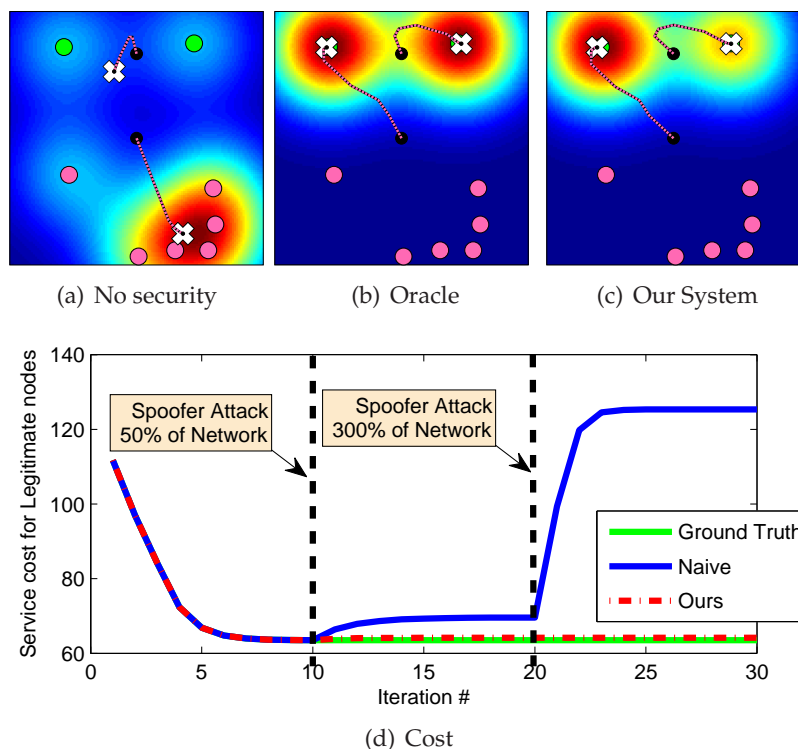 (a) No security
(b) Oracle
(c) Our System
Service cost for Legitimate nodes
140
120
100
80
60
Spoofer Attack
50% of Network
Spoofer Attack
300% of Network
Ground Truth
Naive
Ours
0
5
10
15
20
25
30
Iteration #
(d) Cost